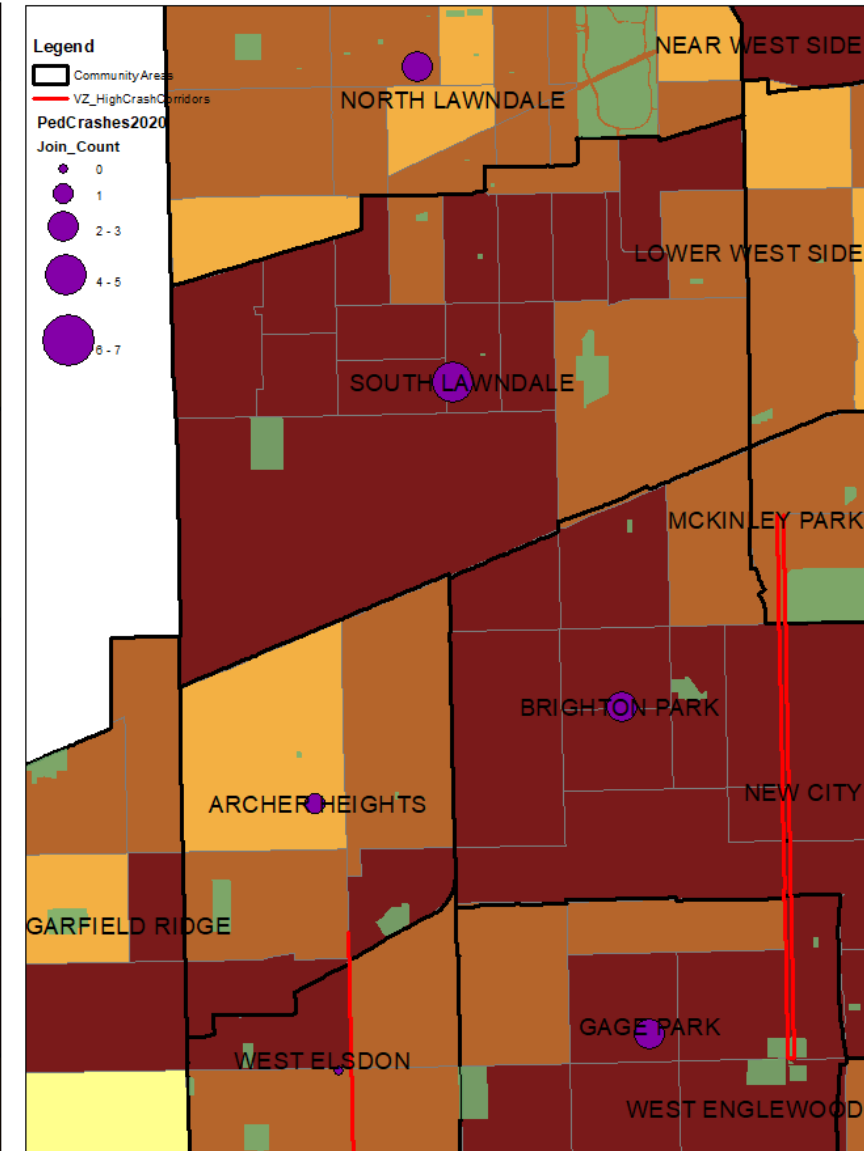 Legend
CommunityAreas
VZ_HighCrashCorridors
PedCrashes2020
Join_Count
0
1
2 - 3
4 - 5
6 - 7
NEAR WEST SIDE
NORTH LAWNDALE
LOWER WEST SIDE
SOUTH LAWNDALE
MCKINLEY PARK
BRIGHTON PARK
NEW CITY
ARCHER HEIGHTS
GARFIELD RIDGE
GAGE PARK
WEST ELSDON
WEST ENGLEWOOD